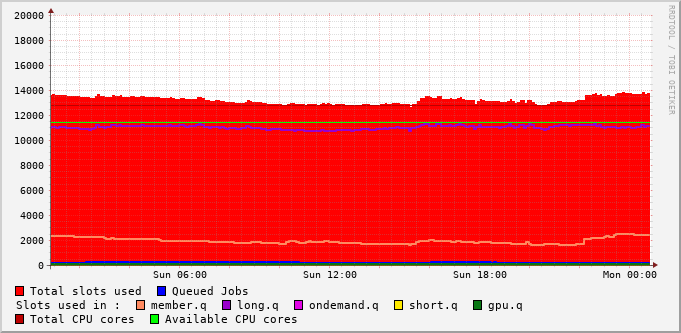 20000
18000
16000
14000
12000
10000
8000
6000
4000
2000
0
Sun 06:00 Sun 12:00 Sun 18:00 Mon 00:00
RRDTOOL / TOBI OETIKER
Total slots used Queued Jobs
Slots used in : member.q long.q ondemand.q short.q gpu.q
Total CPU cores Available CPU cores